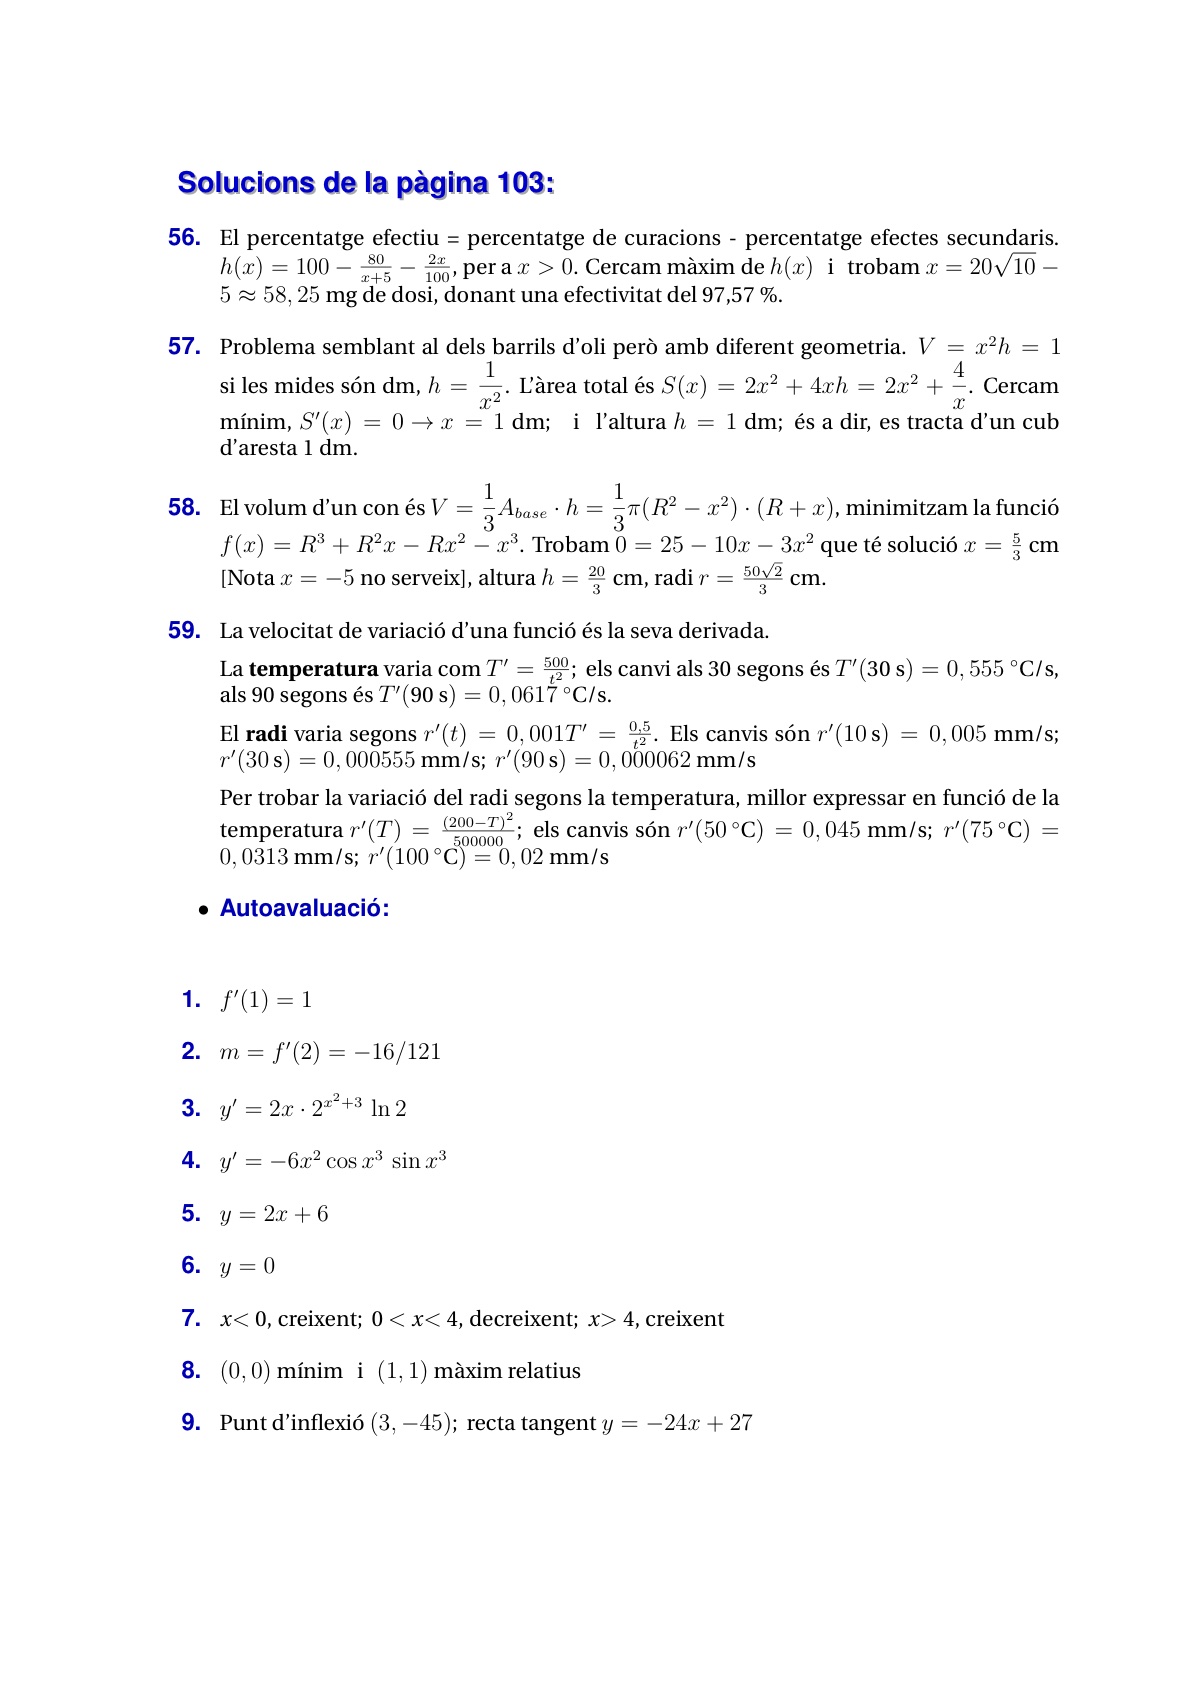 Solucions de la pàgina 103:
56. El percentatge efectiu = percentatge de curacions - percentatge efectes secundaris.
$h(x) = 100 - \frac{80}{x+5} - \frac{2x}{100}$, per a $x > 0$. Cercam màxim de $h(x)$ i trobam $x = 20\sqrt{10} -$
$5 \approx 58,25$ mg de dosi, donant una efectivitat del 97,57 %.
57. Problema semblant al dels barrils d'oli però amb diferent geometria. $V = x^2h = 1$
si les mides són dm, $h = \frac{1}{x^2}$. L'àrea total és $S(x) = 2x^2 + 4xh = 2x^2 + \frac{4}{x}$. Cercam
mínim, $S'(x) = 0 \to x = 1$ dm; i l'altura $h = 1$ dm; és a dir, es tracta d'un cub
d'aresta 1 dm.
58. El volum d'un con és $V = \frac{1}{3}A_{base} \cdot h = \frac{1}{3}\pi(R^2 - x^2) \cdot (R + x)$, minimitzam la funció
$f(x) = R^3 + R^2x - Rx^2 - x^3$. Trobam $0 = 25 - 10x - 3x^2$ que té solució $x = \frac{5}{3}$ cm
[Nota $x = -5$ no serveix], altura $h = \frac{20}{3}$ cm, radi $r = \frac{50\sqrt{2}}{3}$ cm.
59. La velocitat de variació d'una funció és la seva derivada.
La temperatura varia com $T' = \frac{500}{t^2}$; els canvi als 30 segons és $T'(30\text{ s}) = 0,555$ °C/s,
als 90 segons és $T'(90\text{ s}) = 0,0617$ °C/s.
El radi varia segons $r'(t) = 0,001T' = \frac{0,5}{t^2}$. Els canvis són $r'(10\text{ s}) = 0,005$ mm/s;
$r'(30\text{ s}) = 0,000555$ mm/s; $r'(90\text{ s}) = 0,000062$ mm/s
Per trobar la variació del radi segons la temperatura, millor expressar en funció de la
temperatura $r'(T) = \frac{(200-T)^2}{500000}$; els canvis són $r'(50\,°C) = 0,045$ mm/s; $r'(75\,°C) =$
$0,0313$ mm/s; $r'(100\,°C) = 0,02$ mm/s
• Autoavaluació:
1. $f'(1) = 1$
2. $m = f'(2) = -16/121$
3. $y' = 2x \cdot 2^{x^2+3} \ln 2$
4. $y' = -6x^2 \cos x^3 \sin x^3$
5. $y = 2x + 6$
6. $y = 0$
7. x< 0, creixent; 0 < x< 4, decreixent; x> 4, creixent
8. $(0, 0)$ mínim i $(1, 1)$ màxim relatius
9. Punt d'inflexió $(3, -45)$; recta tangent $y = -24x + 27$